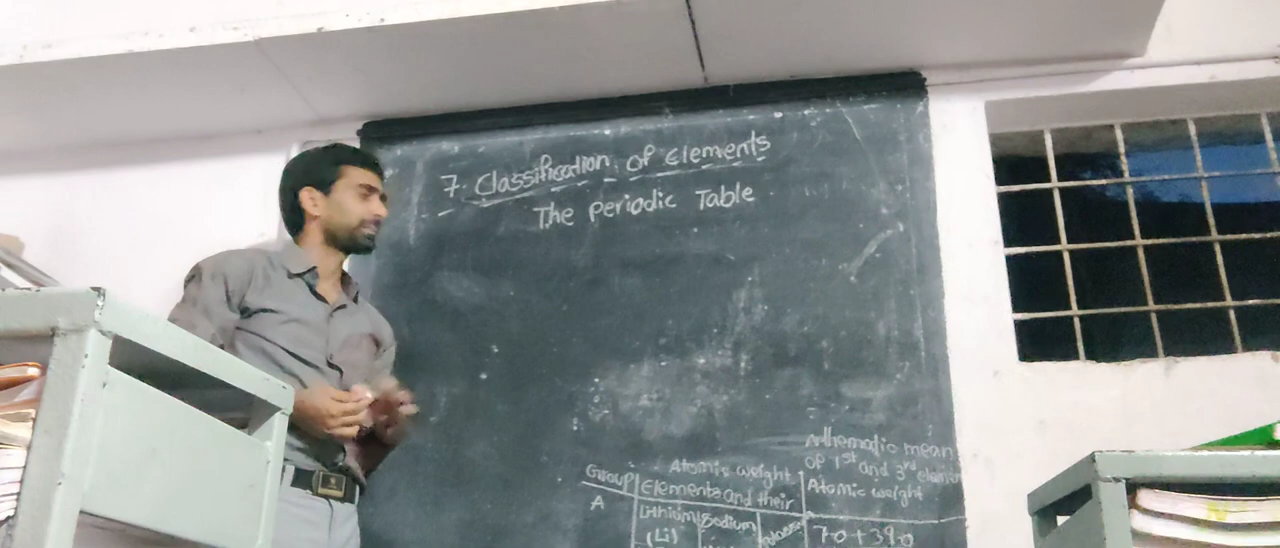 7. Classification of Elements
The Periodic Table
Group
Atomic weight
Elements and their
Arithematic mean
of 1st and 3rd element
Atomic weight
A
Lithium
(Li)
Sodium
7.0+39.0